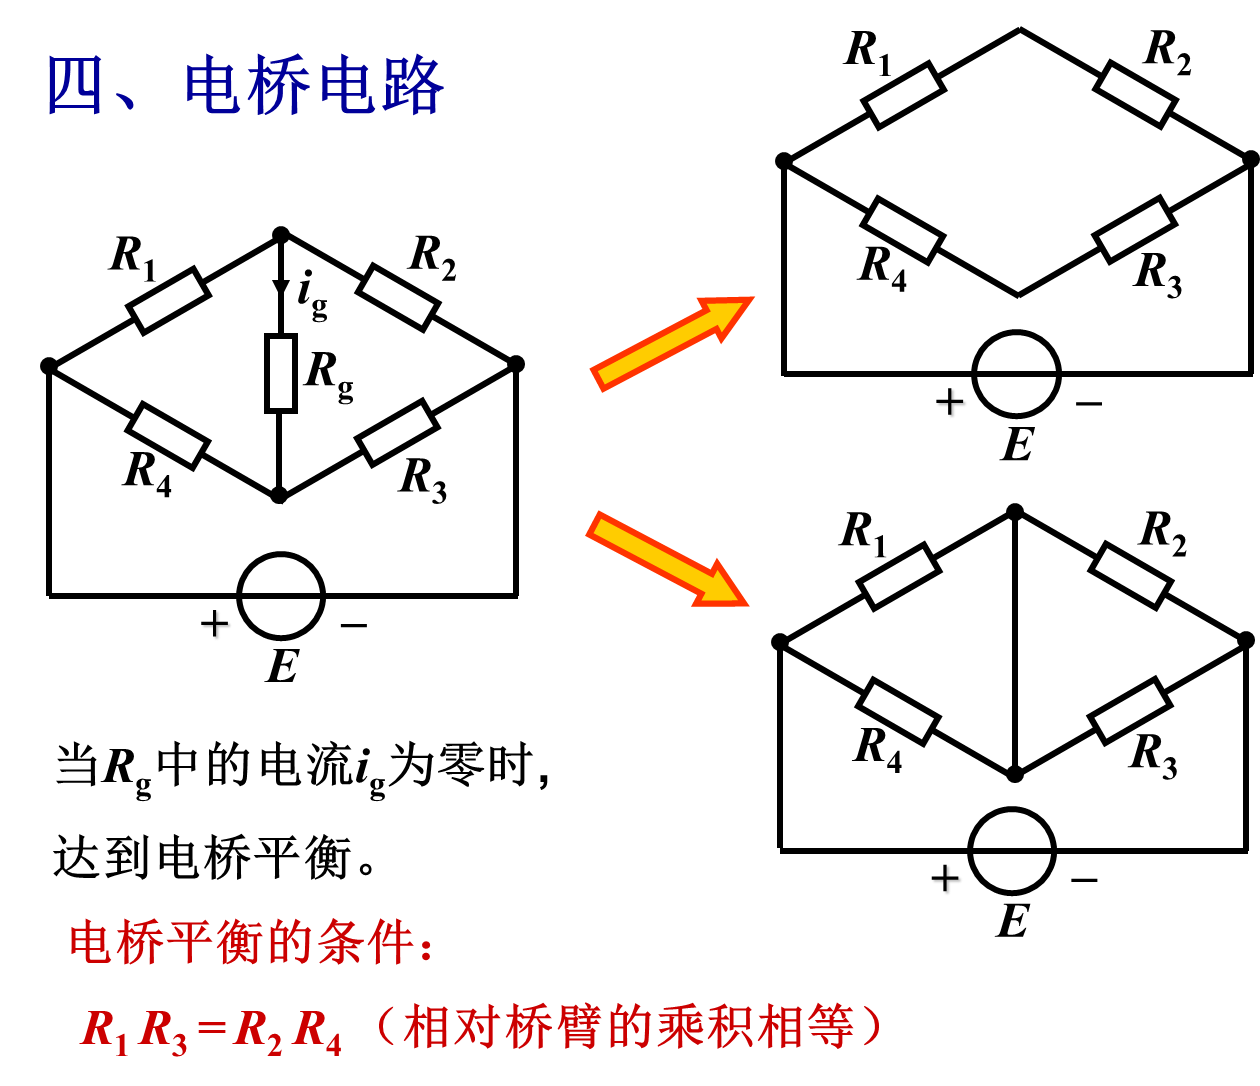 四、电桥电路
R1
R2
ig
Rg
R4
R3
+
−
E
R1
R2
R4
R3
+
−
E
R1
R2
R4
R3
+
−
E
当Rg中的电流ig为零时，
达到电桥平衡。
电桥平衡的条件：
R1 R3 = R2 R4 （相对桥臂的乘积相等）